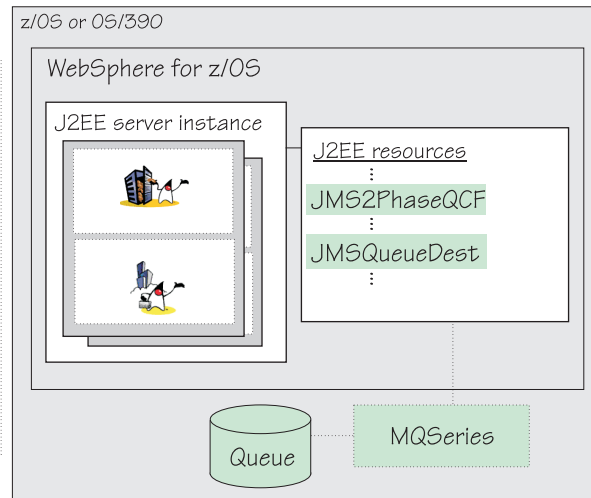 z/OS or OS/390
WebSphere for z/OS
J2EE server instance
J2EE resources
JMS2PhaseQCF
JMSQueueDest
MQSeries
Queue